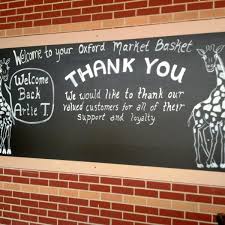 Welcome to your Oxford Market Basket
Welcome
Back
Artie T.
THANK YOU
We would like to thank our
valued customers for all of their
support and loyalty